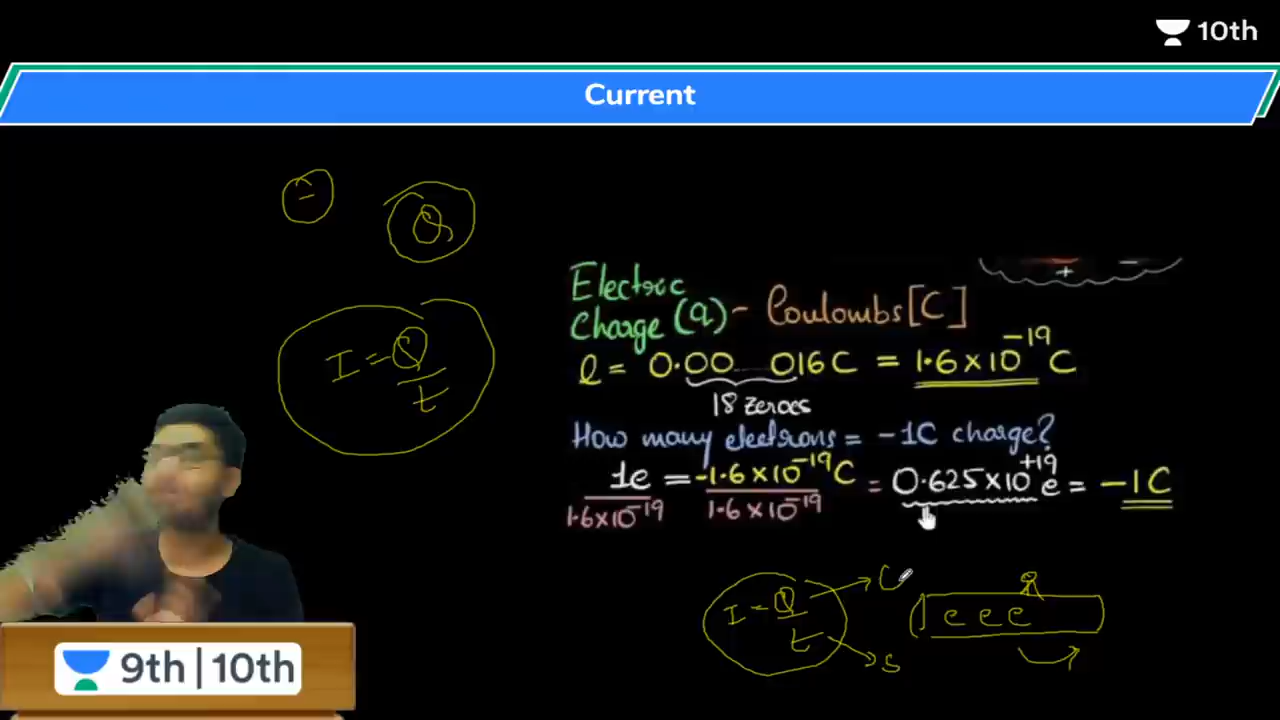 10th
Current
-
Q
I = Q/t
Electric
Charge (q) - Coulombs [C]
+ -
e = 0.00...016C = 1.6×10⁻¹⁹ C
18 zeroes
How many electrons = -1C charge?
1e = -1.6×10⁻¹⁹C = 0.625×10⁺¹⁹ e = -1C
1.6×10⁻¹⁹ 1.6×10⁻¹⁹
I = Q/t
C
s
e e e
9th | 10th